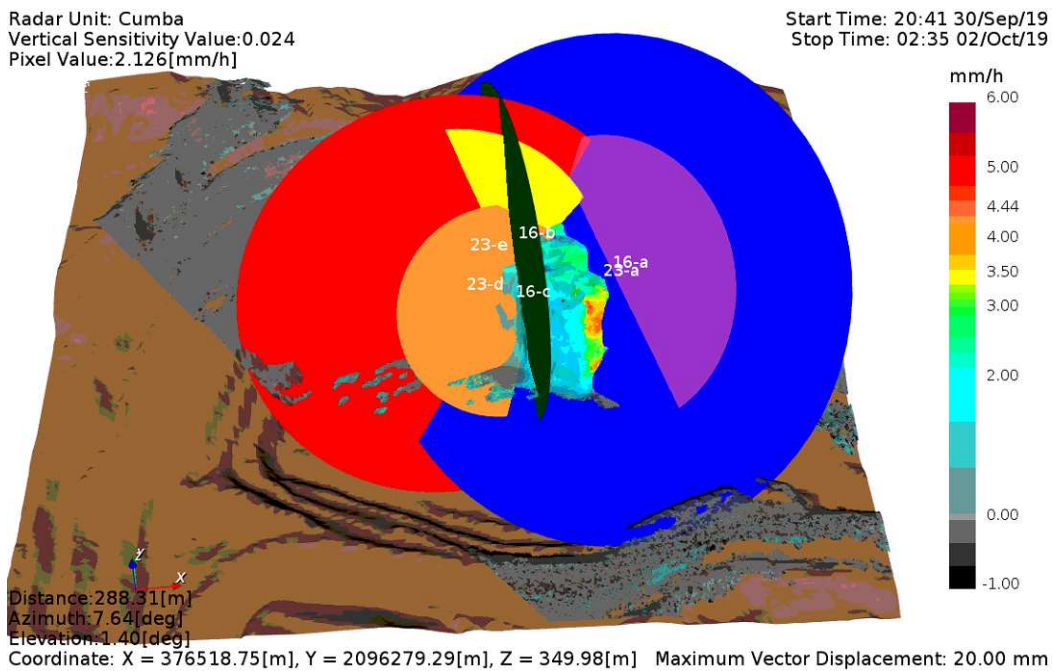 Radar Unit: Cumba
Vertical Sensitivity Value:0.024
Pixel Value:2.126[mm/h]
Start Time: 20:41 30/Sep/19
Stop Time: 02:35 02/Oct/19
mm/h
6.00
5.00
4.44
4.00
3.50
3.00
2.00
0.00
-1.00
16-b
23-e
16-a
23-a
23-d
16-c
Z
X
Distance:288.31[m]
Azimuth:7.64[deg]
Elevation:1.40[deg]
Coordinate: X = 376518.75[m], Y = 2096279.29[m], Z = 349.98[m]
Maximum Vector Displacement: 20.00 mm